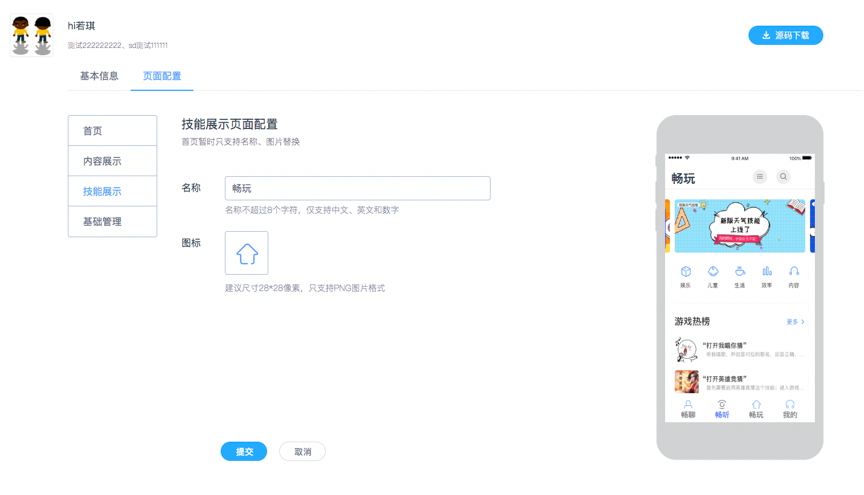 hi若琪
测试222222222、sd测试111111
源码下载
基本信息 页面配置
首页
内容展示
技能展示
基础管理
技能展示页面配置
首页暂时只支持名称、图片替换
名称
畅玩
名称不超过8个字符，仅支持中文、英文和数字
图标
建议尺寸28*28像素，只支持PNG图片格式
提交 取消
9:41 AM 100%
畅玩
新版天气技能
上线了
娱乐 儿童 生活 效率 内容
游戏热榜 更多
“打开我唱你猜”
“打开英雄竞猜”
畅聊 畅听 畅玩 我的